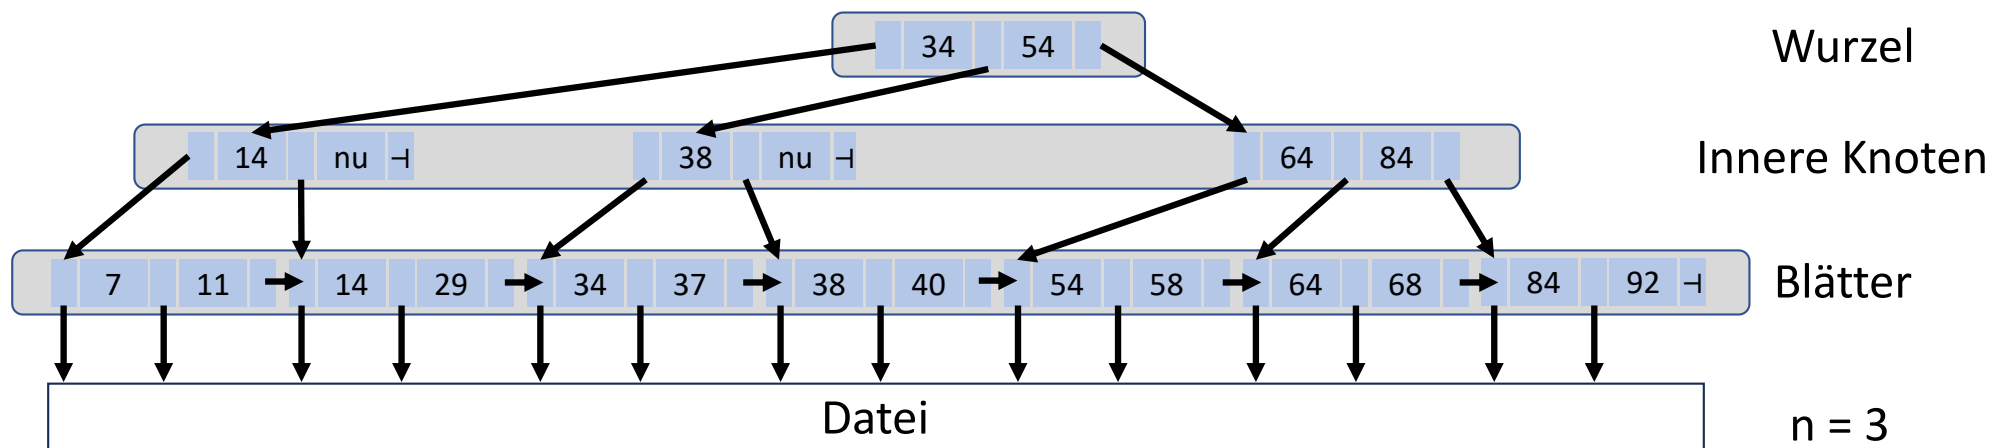 34 54 Wurzel
14 nu ⊣ 38 nu ⊣ 64 84 Innere Knoten
7 11 14 29 34 37 38 40 54 58 64 68 84 92 ⊣ Blätter
Datei
n = 3